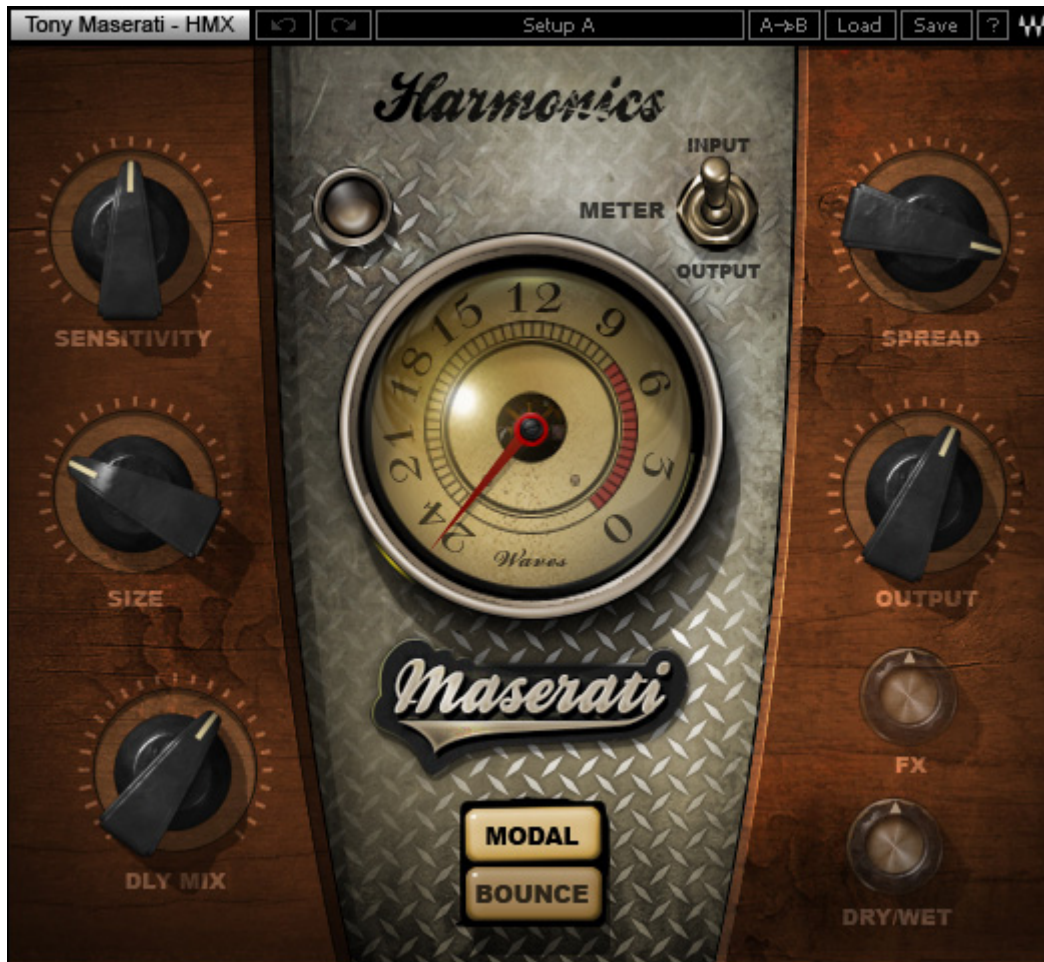 Tony Maserati - HMX
Setup A
A->B
Load
Save
?
Harmonics
INPUT
METER
OUTPUT
SENSITIVITY
SPREAD
24 21 18 15 12 9 6 3 0
Waves
SIZE
OUTPUT
Maserati
FX
MODAL
DLY MIX
BOUNCE
DRY/WET